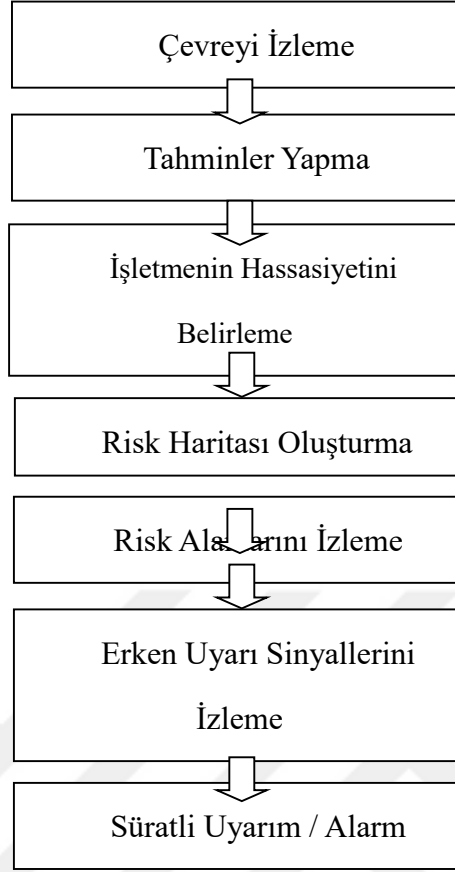 Çevreyi İzleme
Tahminler Yapma
İşletmenin Hassasiyetini
Belirleme
Risk Haritası Oluşturma
Risk Alanlarını İzleme
Erken Uyarı Sinyallerini
İzleme
Süratli Uyarım / Alarm